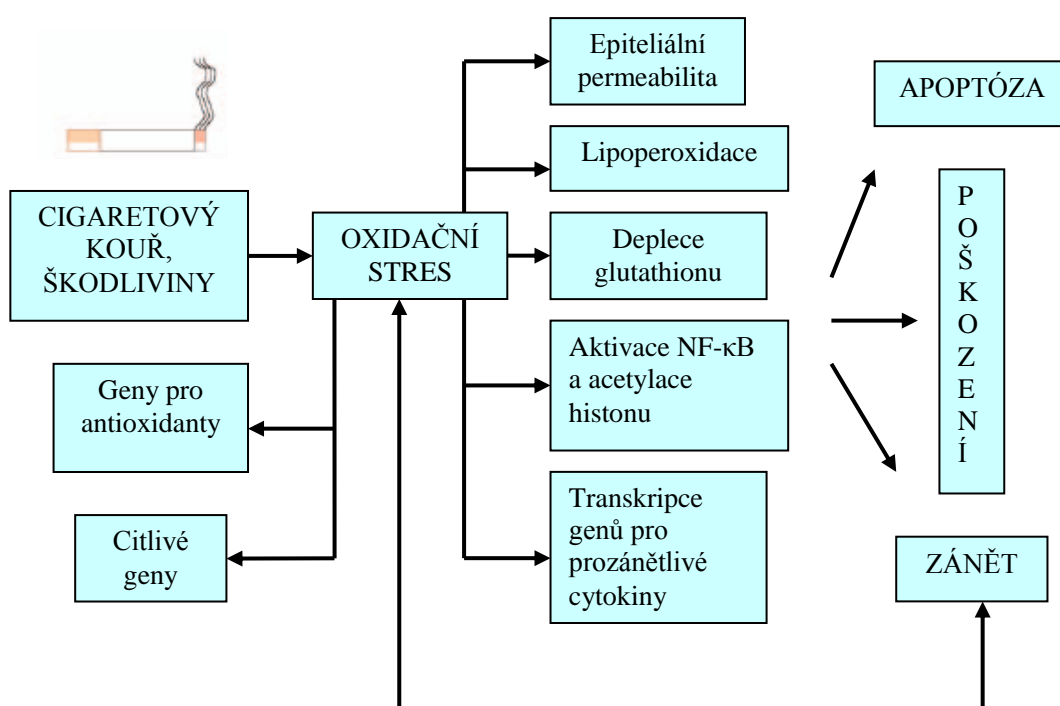 CIGARETOVÝ
KOUŘ,
ŠKODLIVINY
Geny pro
antioxidanty
Citlivé
geny
OXIDAČNÍ
STRES
Epiteliální
permeabilita
Lipoperoxidace
Deplece
glutathionu
Aktivace NF-κB
a acetylace
histonu
Transkripce
genů pro
prozánětlivé
cytokiny
APOPTÓZA
P
O
Š
K
O
Z
E
N
Í
ZÁNĚT